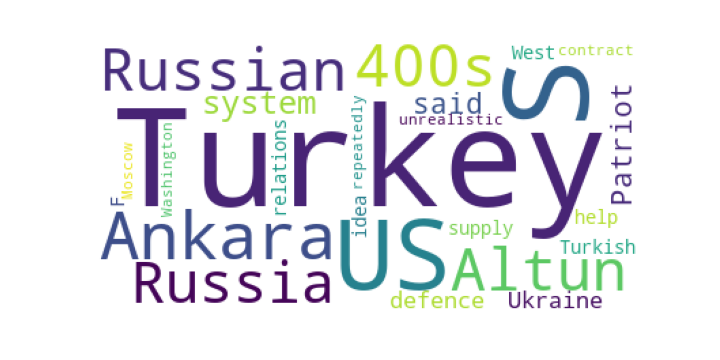 West
contract
Russian
400s
S
system
said
Patriot
Turkey
unrealistic
repeatedly
relations
Moscow
Washington
F
idea
help
Ankara
US
supply
Turkish
Russia
Altun
defence
Ukraine